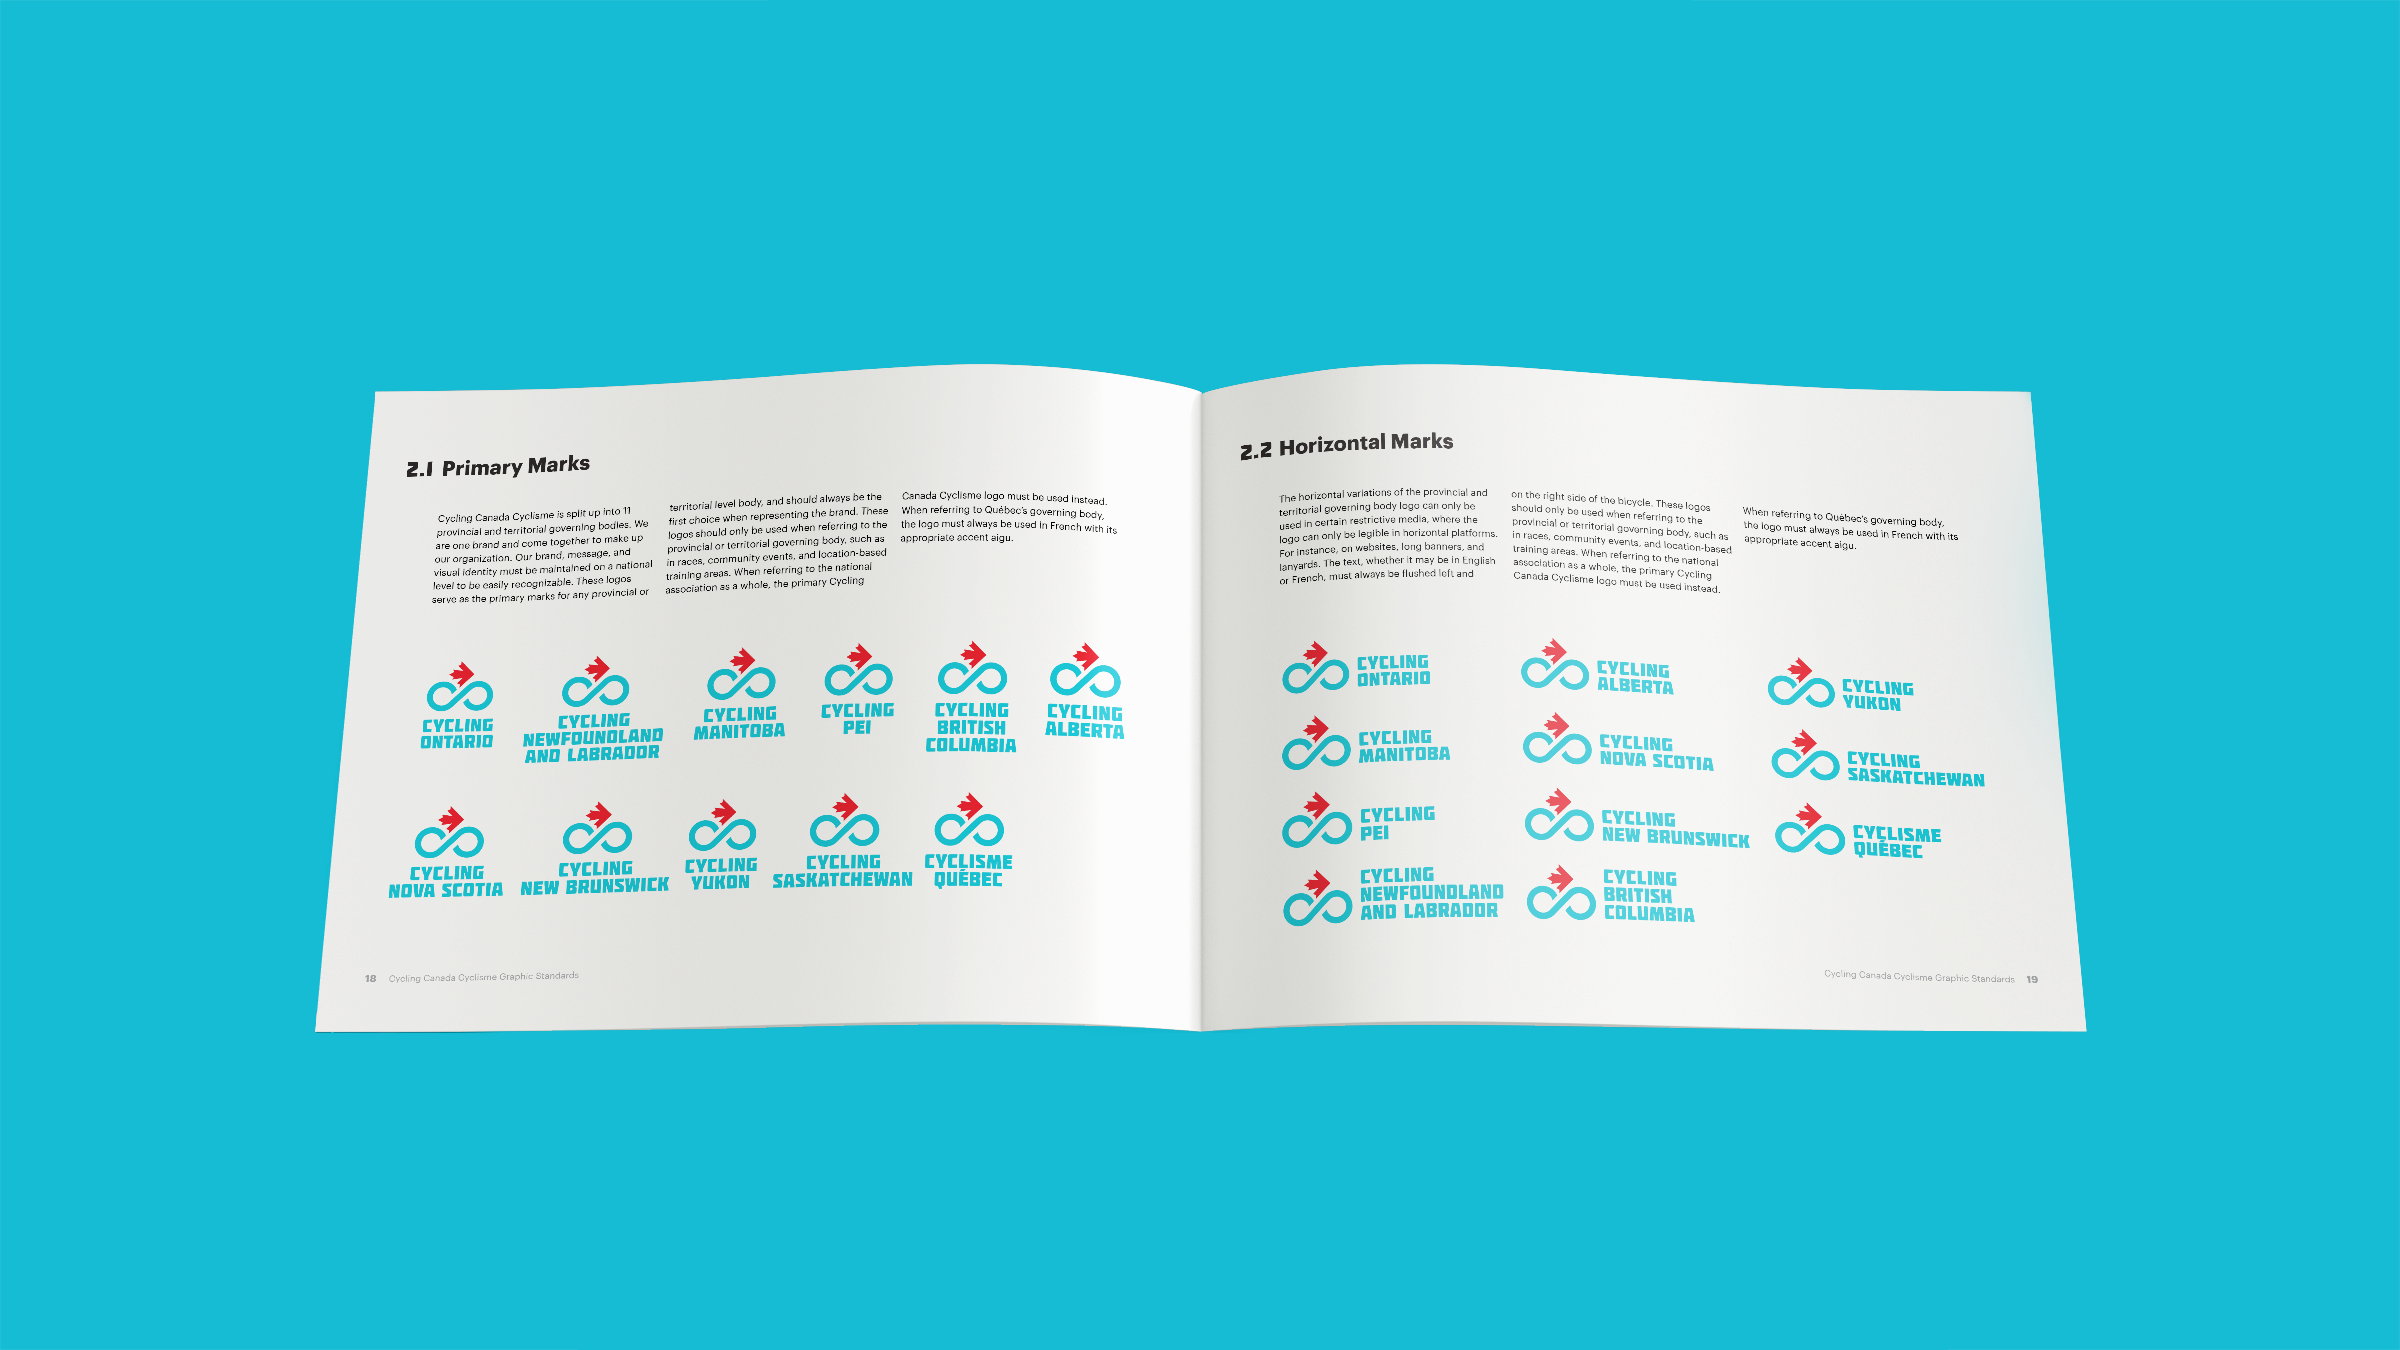 2.1 Primary Marks
Cycling Canada Cyclisme is split up into 11
provincial and territorial governing bodies. We
are one brand and come together to make up
our organization. Our brand, message, and
visual identity must be maintained on a national
level to be easily recognizable. These logos
serve as the primary marks for any provincial or
territorial level body, and should always be the
first choice when representing the brand. These
logos should only be used when referring to the
provincial or territorial governing body, such as
in races, community events, and location-based
training areas. When referring to the national
association as a whole, the primary Cycling
Canada Cyclisme logo must be used instead.
When referring to Québec's governing body,
the logo must always be used in French with its
appropriate accent aigu.
CYCLING
ONTARIO
CYCLING
NEWFOUNDLAND
AND LABRADOR
CYCLING
MANITOBA
CYCLING
PEI
CYCLING
BRITISH
COLUMBIA
CYCLING
ALBERTA
CYCLING
NOVA SCOTIA
CYCLING
NEW BRUNSWICK
CYCLING
YUKON
CYCLING
SASKATCHEWAN
CYCLISME
QUÉBEC
18 Cycling Canada Cyclisme Graphic Standards
2.2 Horizontal Marks
The horizontal variations of the provincial and
territorial governing body logo can only be
used in certain restrictive media, where the
logo can only be legible in horizontal platforms.
For instance, on websites, long banners, and
lanyards. The text, whether it may be in English
or French, must always be flushed left and
on the right side of the bicycle. These logos
should only be used when referring to the
provincial or territorial governing body, such as
in races, community events, and location-based
training areas. When referring to the national
association as a whole, the primary Cycling
Canada Cyclisme logo must be used instead.
When referring to Québec's governing body,
the logo must always be used in French with its
appropriate accent aigu.
CYCLING
ONTARIO
CYCLING
MANITOBA
CYCLING
PEI
CYCLING
NEWFOUNDLAND
AND LABRADOR
CYCLING
ALBERTA
CYCLING
NOVA SCOTIA
CYCLING
NEW BRUNSWICK
CYCLING
BRITISH
COLUMBIA
CYCLING
YUKON
CYCLING
SASKATCHEWAN
CYCLISME
QUÉBEC
Cycling Canada Cyclisme Graphic Standards 19